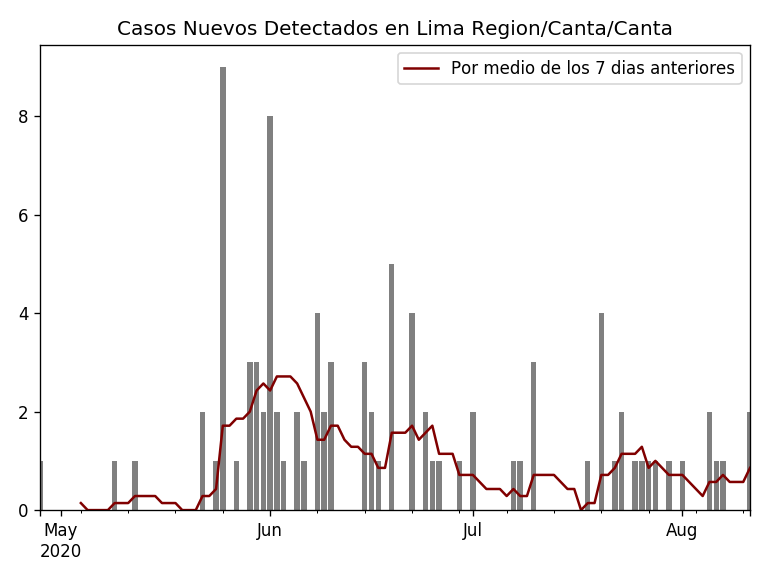 Casos Nuevos Detectados en Lima Region/Canta/Canta
Por medio de los 7 dias anteriores
8
6
4
2
0
May
2020
Jun
Jul
Aug